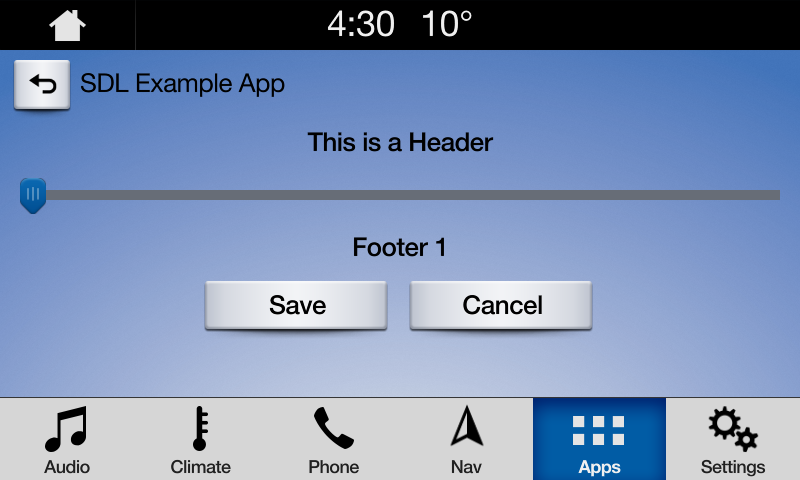 4:30 10°
SDL Example App
This is a Header
Footer 1
Save Cancel
Audio Climate Phone Nav Apps Settings